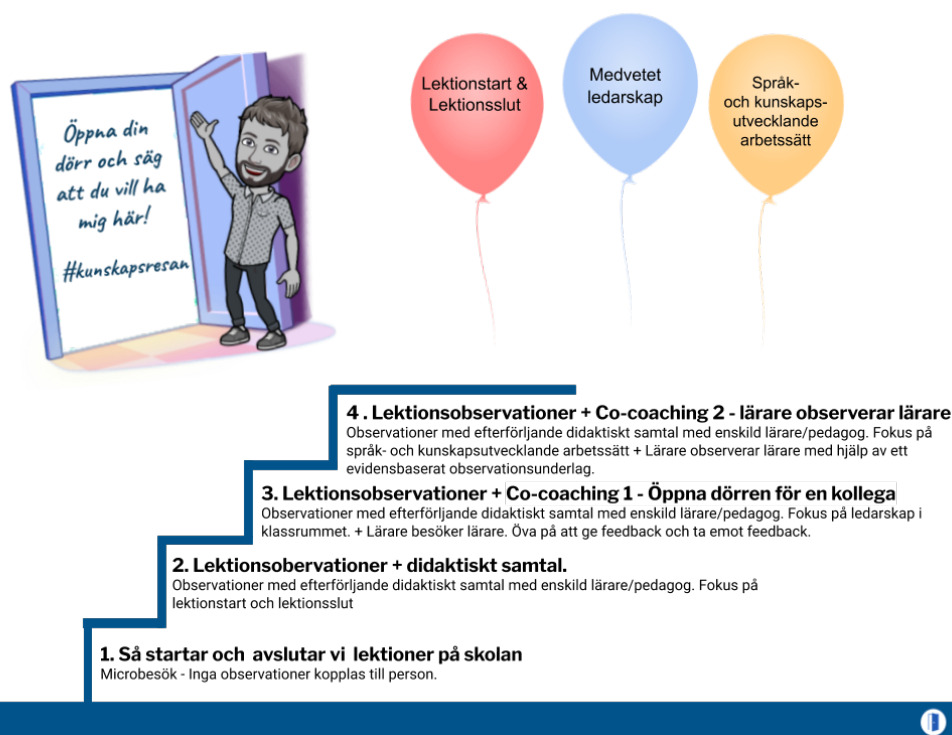 Öppna din
dörr och säg
att du vill ha
mig här!
#kunskapsresan
Lektionstart &
Lektionsslut
Medvetet
ledarskap
Språk-
och kunskaps-
utvecklande
arbetssätt
4 . Lektionsobservationer + Co-coaching 2 - lärare observerar lärare
Observationer med efterförljande didaktiskt samtal med enskild lärare/pedagog. Fokus på
språk- och kunskapsutvecklande arbetssätt + Lärare observerar lärare med hjälp av ett
evidensbaserat observationsunderlag.
3. Lektionsobservationer + Co-coaching 1 - Öppna dörren för en kollega
Observationer med efterförljande didaktiskt samtal med enskild lärare/pedagog. Fokus på ledarskap i
klassrummet. + Lärare besöker lärare. Öva på att ge feedback och ta emot feedback.
2. Lektionsobervationer + didaktiskt samtal.
Observationer med efterförljande didaktiskt samtal med enskild lärare/pedagog. Fokus på
lektionstart och lektionsslut
1. Så startar och avslutar vi lektioner på skolan
Microbesök - Inga observationer kopplas till person.